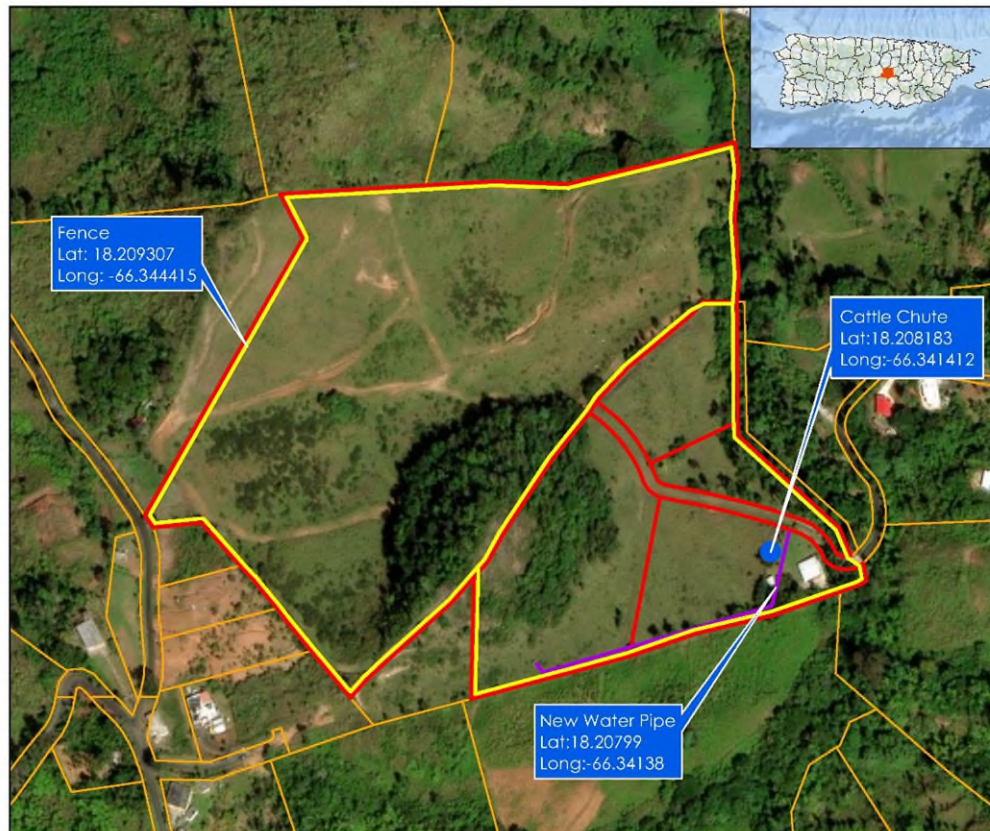 Fence
Lat: 18.209307
Long: -66.344415
Cattle Chute
Lat:18.208183
Long:-66.341412
New Water Pipe
Lat:18.20799
Long:-66.34138